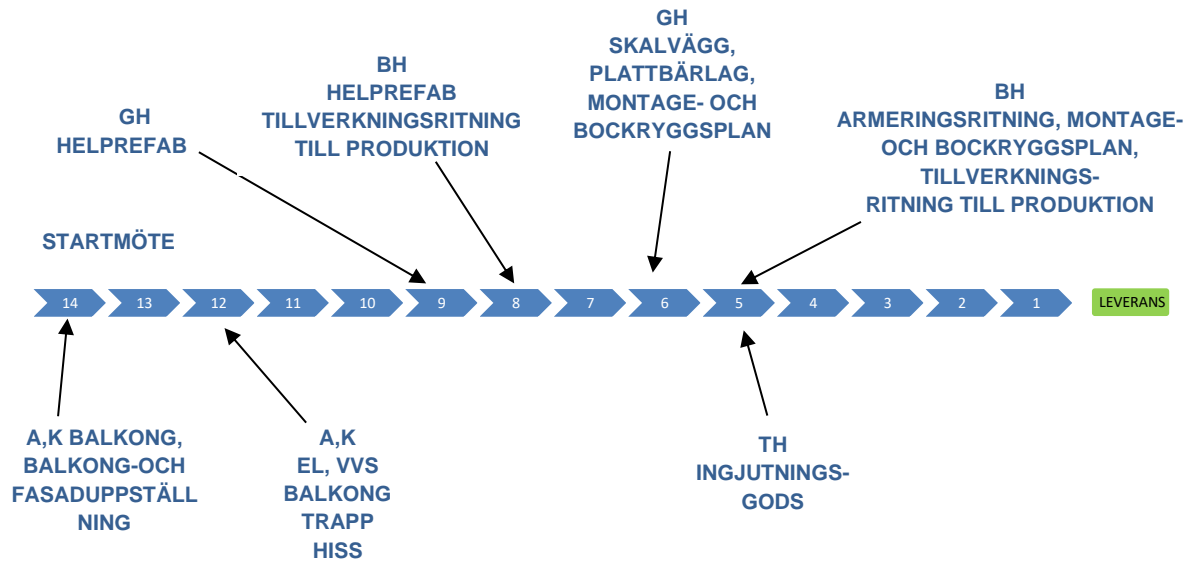 GH
SKALVÄGG,
PLATTBÄRLAG,
MONTAGE- OCH
BOCKRYGGSPLAN
BH
HELPREFAB
TILLVERKNINGSRITNING
TILL PRODUKTION
BH
ARMERINGSRITNING, MONTAGE-
OCH BOCKRYGGSPLAN,
TILLVERKNINGS-
RITNING TILL PRODUKTION
GH
HELPREFAB
STARTMÖTE
14 13 12 11 10 9 8 7 6 5 4 3 2 1 LEVERANS
A,K BALKONG,
BALKONG-OCH
FASADUPPSTÄLL
NING
A,K
EL, VVS
BALKONG
TRAPP
HISS
TH
INGJUTNINGS-
GODS